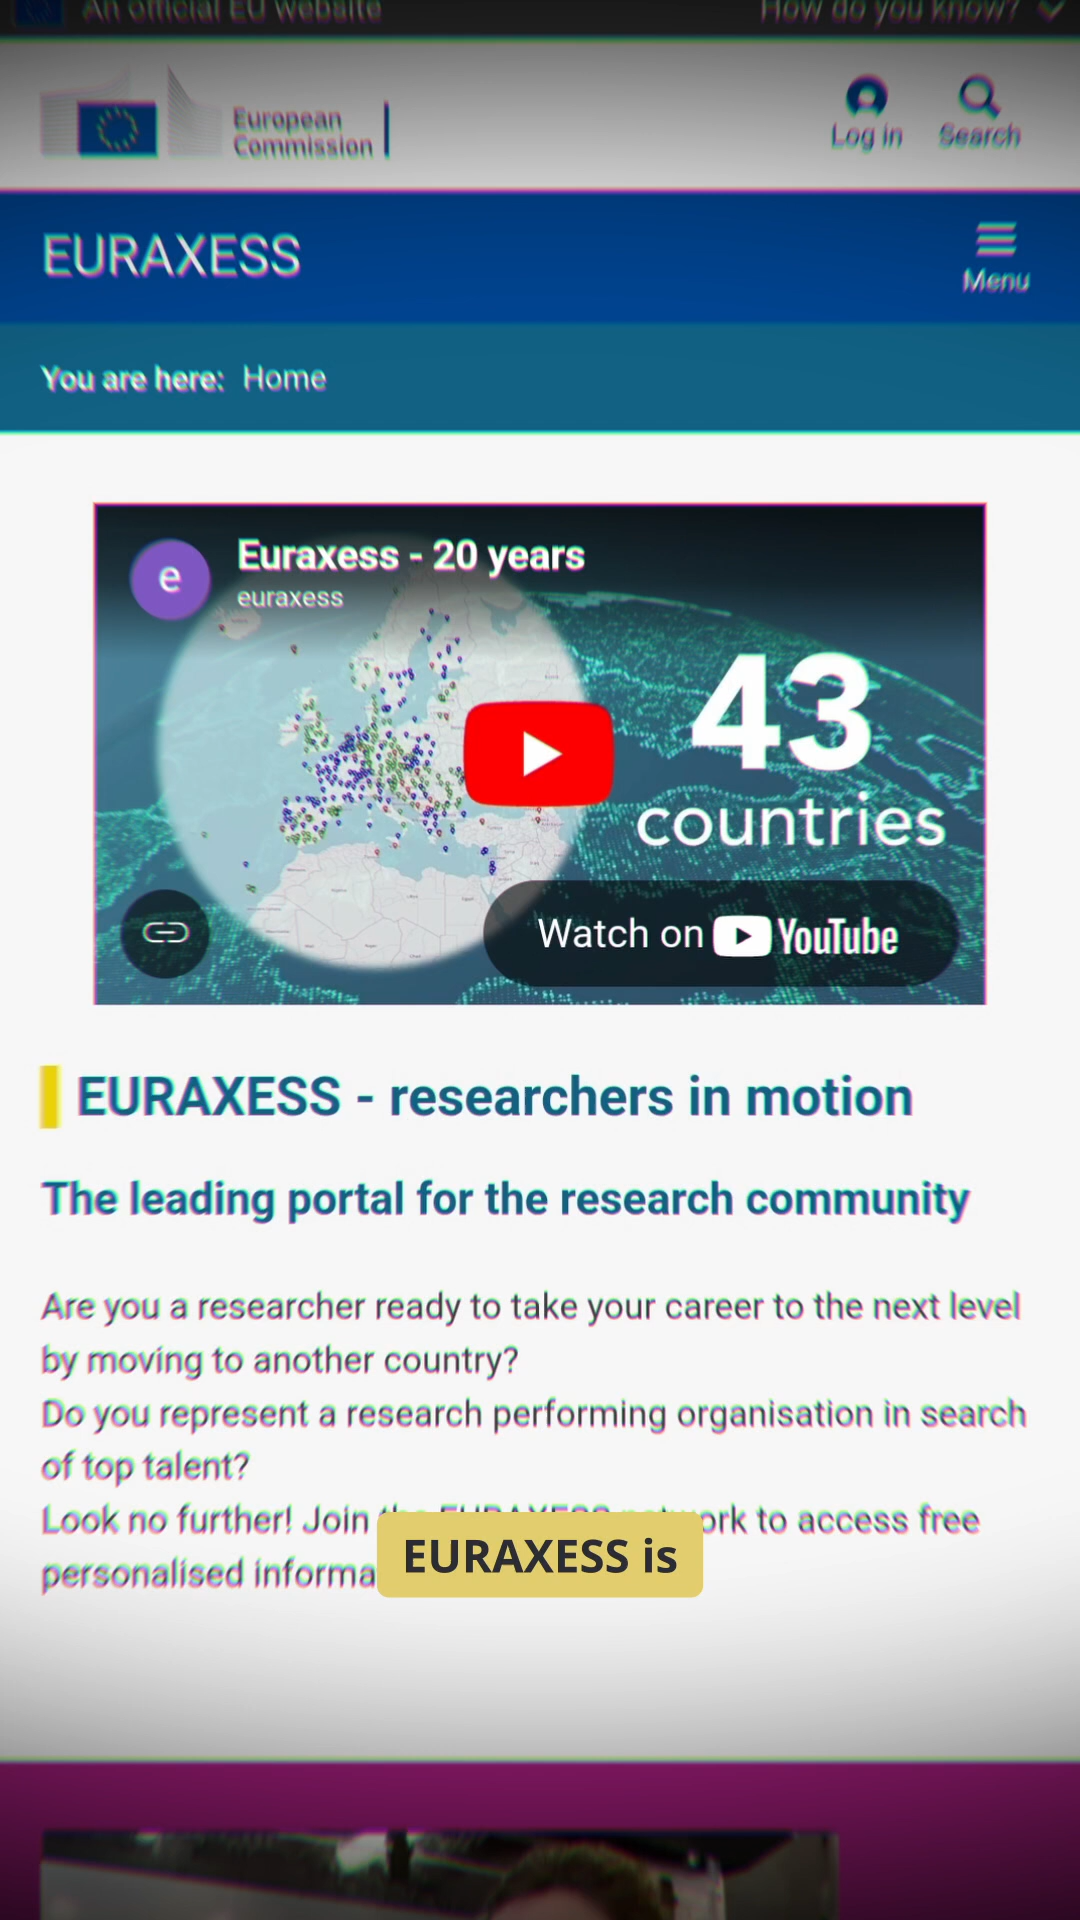 An official EU website
How do you know?
European
Commission
Log in
Search
EURAXESS
Menu
You are here: Home
e
Euraxess - 20 years
euraxess
43
countries
Watch on YouTube
EURAXESS - researchers in motion
The leading portal for the research community
Are you a researcher ready to take your career to the next level
by moving to another country?
Do you represent a research performing organisation in search
of top talent?
Look no further! Join the EURAXESS network to access free
personalised informa
EURAXESS is